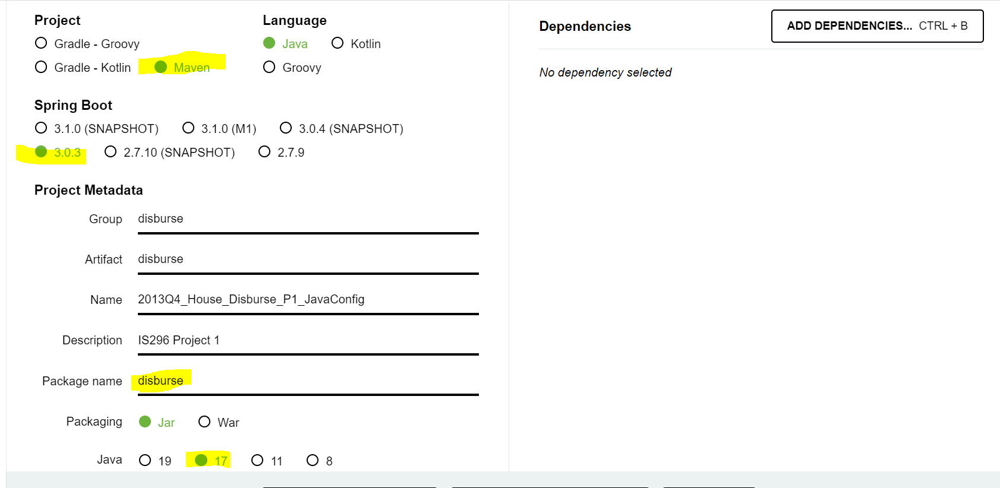 Project
Gradle - Groovy
Gradle - Kotlin Maven
Language
Java Kotlin
Groovy
Spring Boot
3.1.0 (SNAPSHOT) 3.1.0 (M1) 3.0.4 (SNAPSHOT)
3.0.3 2.7.10 (SNAPSHOT) 2.7.9
Project Metadata
Group disburse
Artifact disburse
Name 2013Q4_House_Disburse_P1_JavaConfig
Description IS296 Project 1
Package name disburse
Packaging Jar War
Java 19 17 11 8
Dependencies
ADD DEPENDENCIES... CTRL + B
No dependency selected